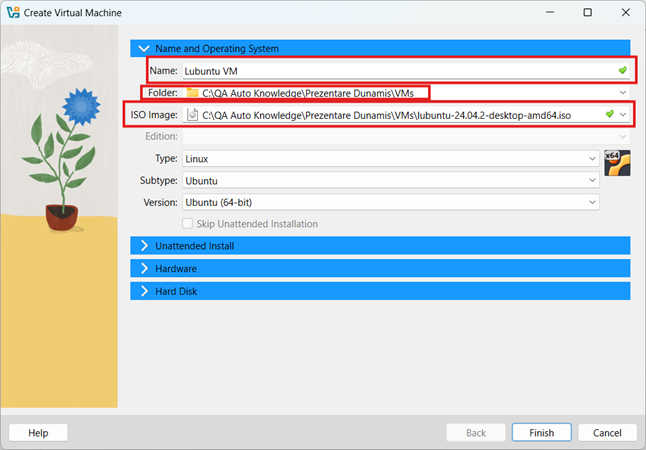 Create Virtual Machine
Name and Operating System
Name: Lubuntu VM
Folder: C:\QA Auto Knowledge\Prezentare Dunamis\VMs
ISO Image: C:\QA Auto Knowledge\Prezentare Dunamis\VMs\lubuntu-24.04.2-desktop-amd64.iso
Edition:
Type: Linux
x64
Subtype: Ubuntu
Version: Ubuntu (64-bit)
Skip Unattended Installation
Unattended Install
Hardware
Hard Disk
Help Back Finish Cancel